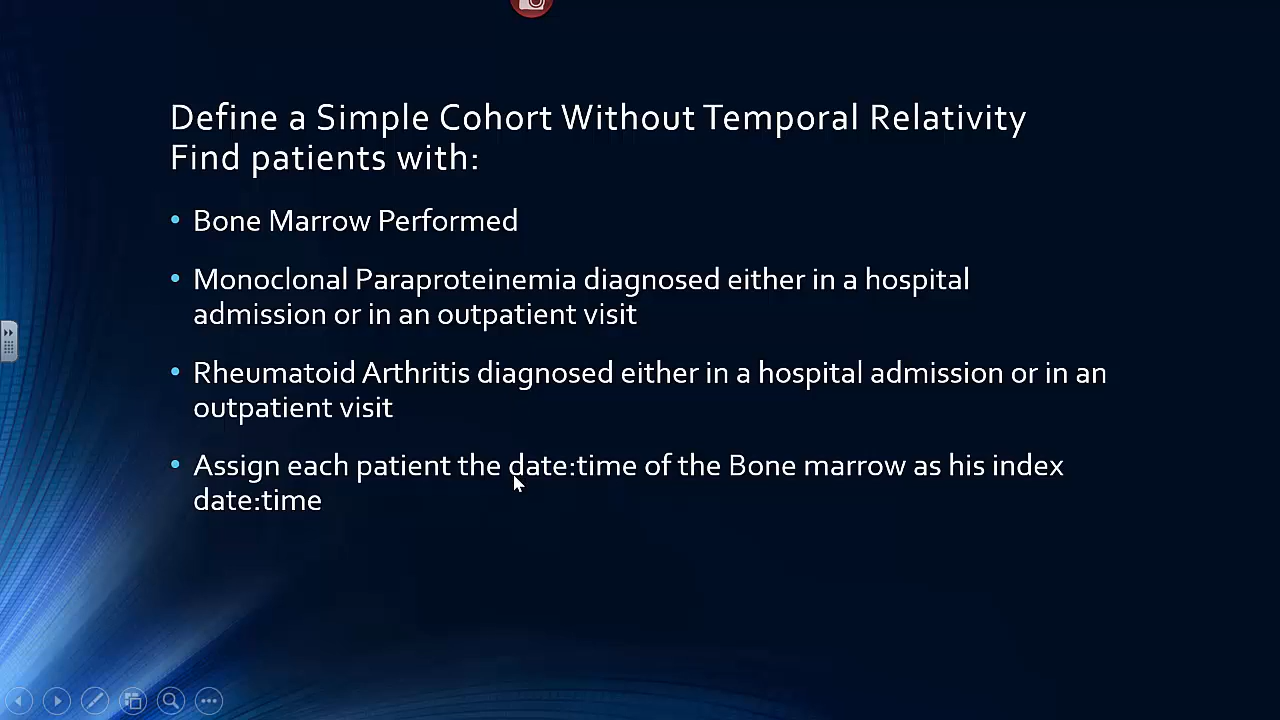 Define a Simple Cohort Without Temporal Relativity
Find patients with:
• Bone Marrow Performed
• Monoclonal Paraproteinemia diagnosed either in a hospital
admission or in an outpatient visit
• Rheumatoid Arthritis diagnosed either in a hospital admission or in an
outpatient visit
• Assign each patient the date:time of the Bone marrow as his index
date:time